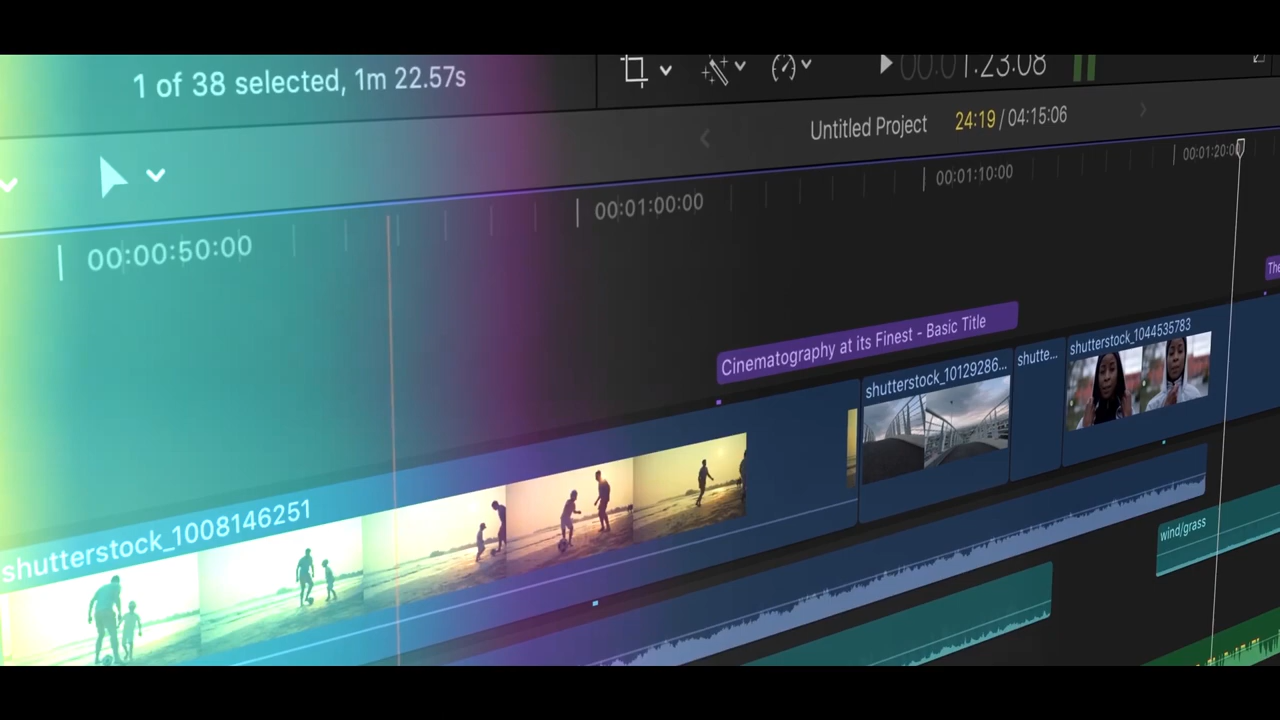 1 of 38 selected, 1m 22.57s
1:23:08
Untitled Project
24:19 / 04:15:06
00:00:50:00
00:01:00:00
00:01:10:00
00:01:20:00
Cinematography at its Finest - Basic Title
shutterstock_1008146251
shutterstock_10129286...
shutte...
shutterstock_1044535783
wind/grass